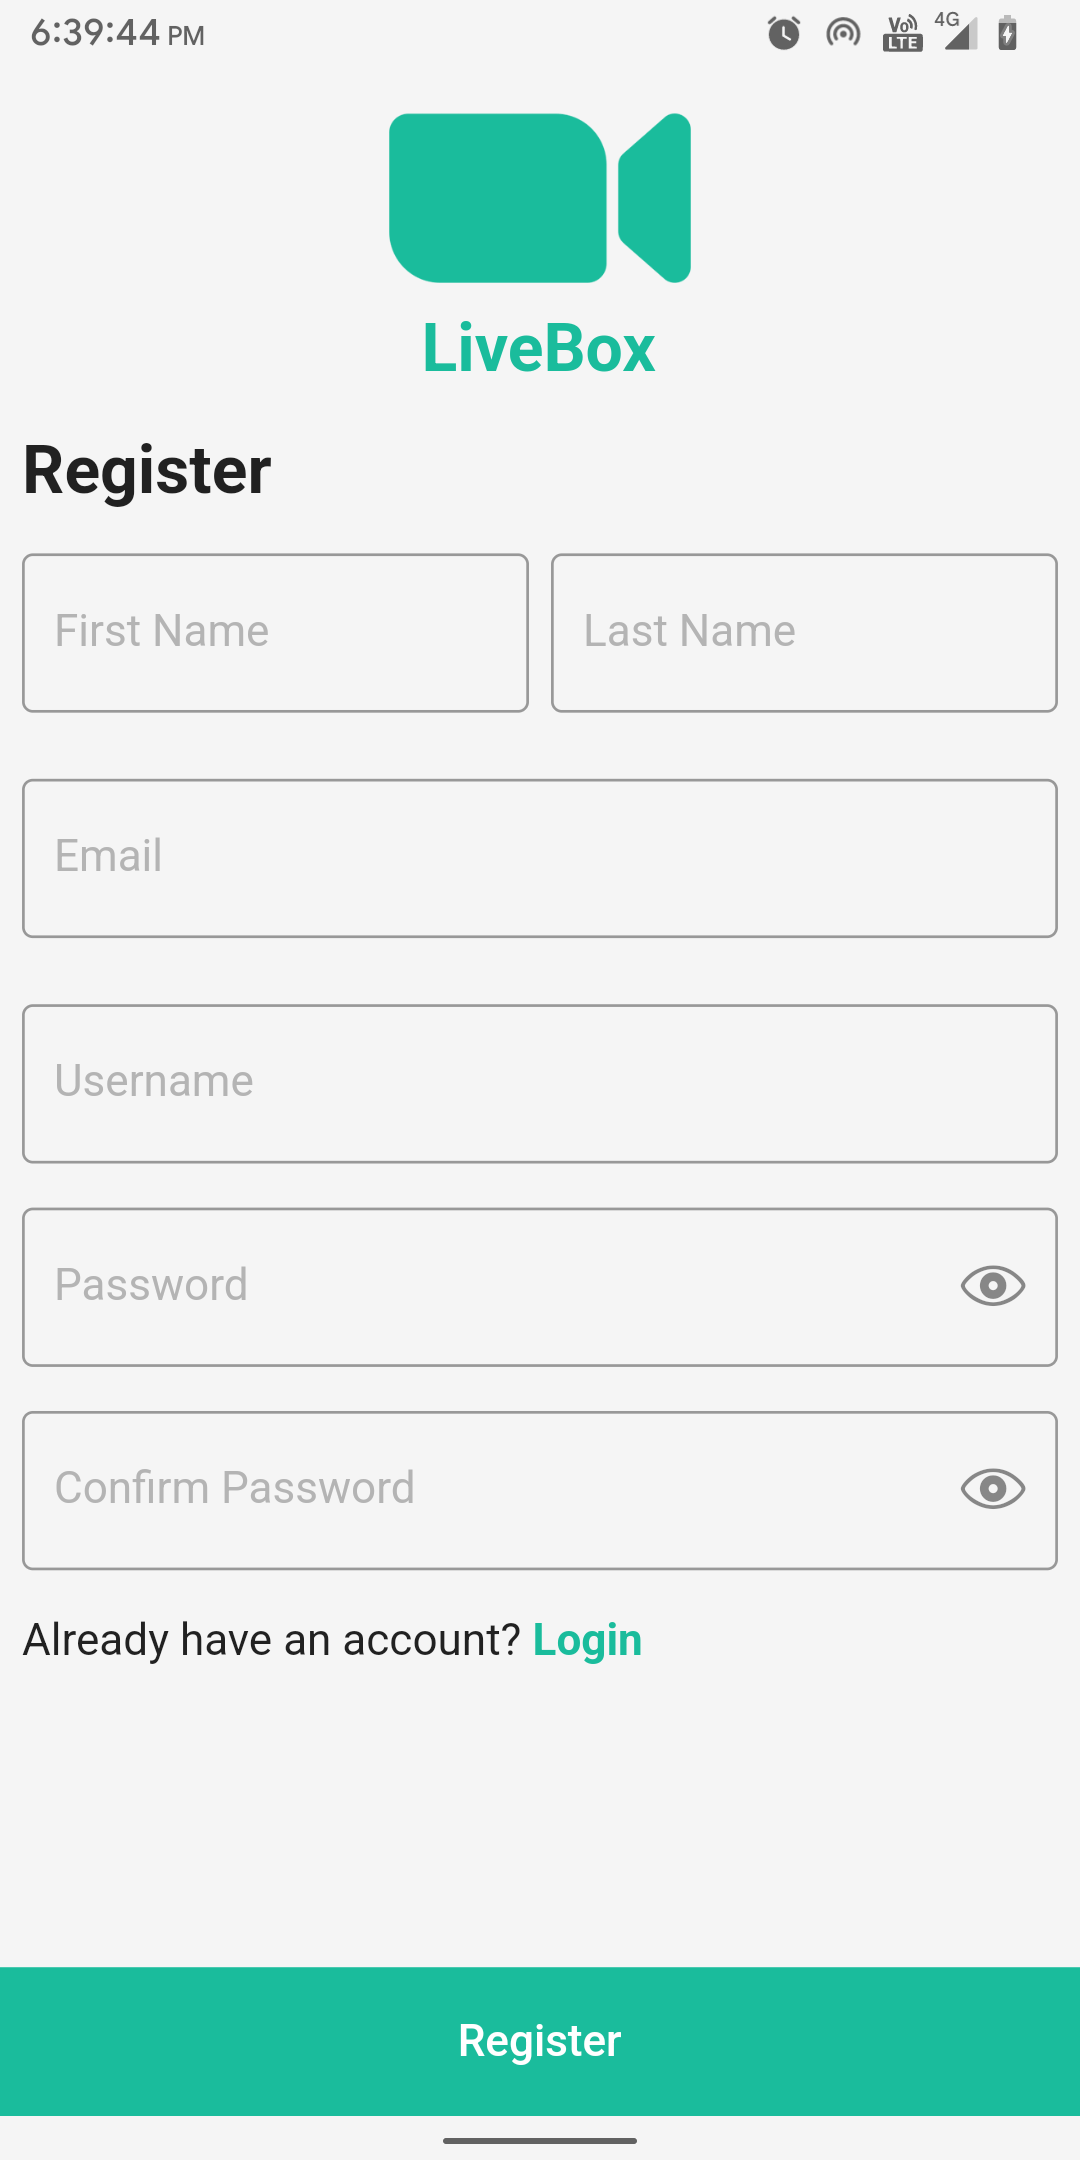 6:39:44 PM
Vo LTE 4G
LiveBox
Register
First Name Last Name
Email
Username
Password
Confirm Password
Already have an account? Login
Register